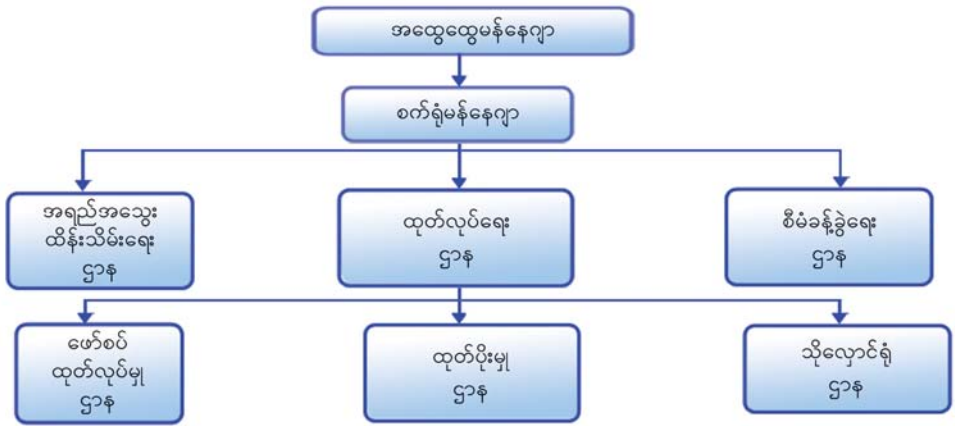 အထွေထွေမန်နေဂျာ
စက်ရုံမန်နေဂျာ
အရည်အသွေး
ထိန်းသိမ်းရေး
ဌာန
ထုတ်လုပ်ရေး
ဌာန
စီမံခန့်ခွဲရေး
ဌာန
ဖော်စပ်
ထုတ်လုပ်မှု
ဌာန
ထုတ်ပိုးမှု
ဌာန
သိုလှောင်ရုံ
ဌာန